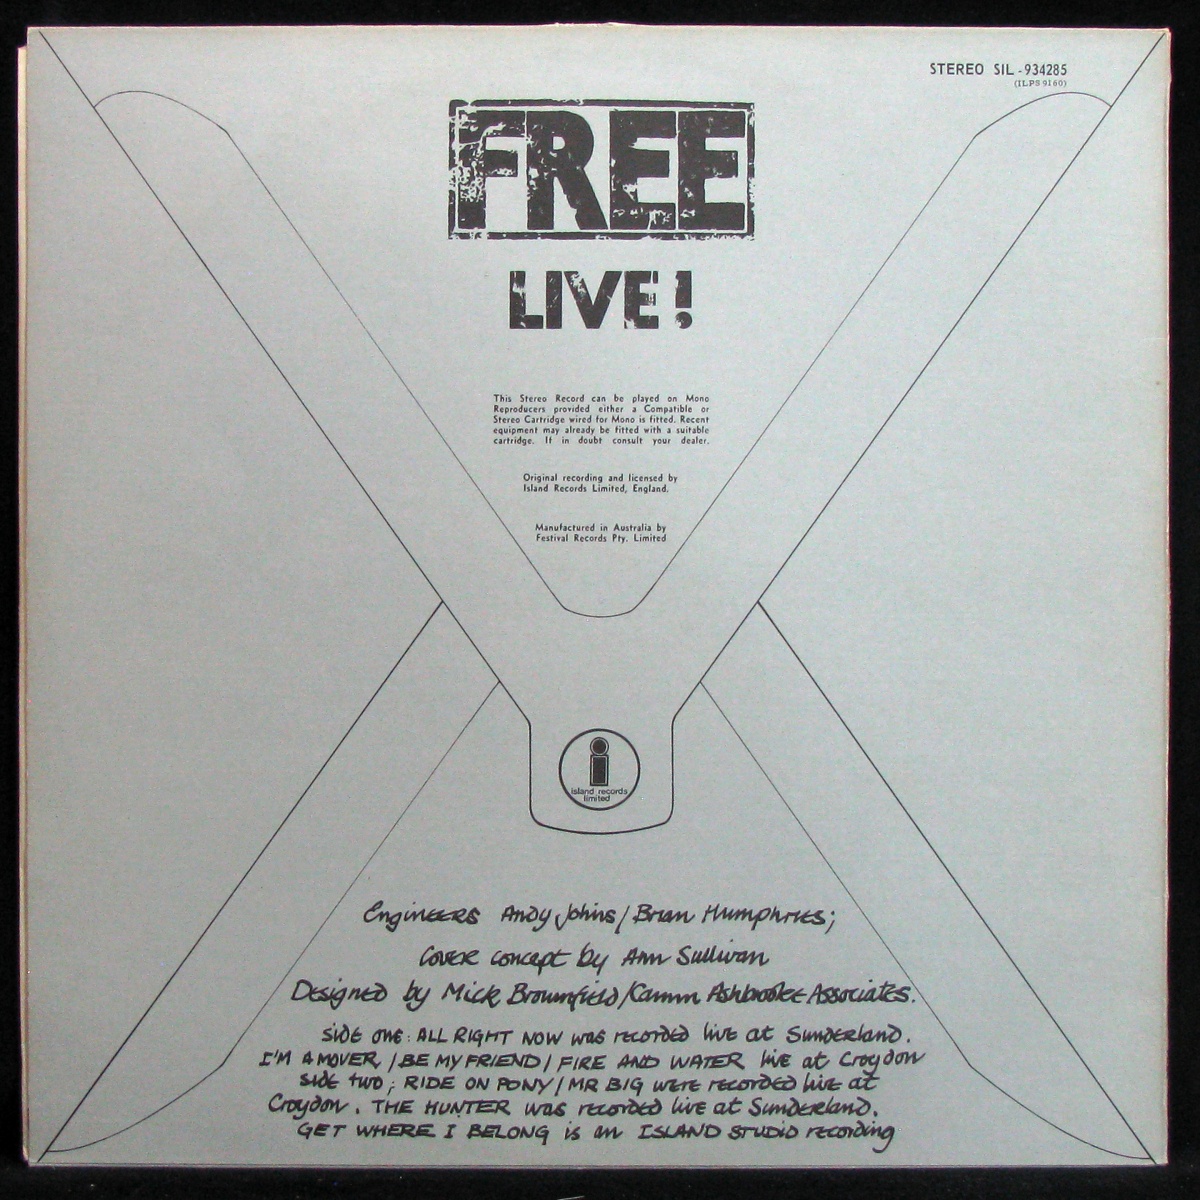 STEREO SIL-934285
(ILPS 9160)
FREE
LIVE!
This Stereo Record can be played on Mono
Reproducers provided either a Compatible or
Stereo Cartridge wired for Mono is fitted. Recent
equipment may already be fitted with a suitable
cartridge. If in doubt consult your dealer.
Original recording and licensed by
Island Records Limited, England.
Manufactured in Australia by
Festival Records Pty. Limited
island records
limited
Engineers Andy Johns/Brian Humphries;
Cover concept by Ann Sullivan
Designed by Mick Brownfield/Kamm Ashbrooke Associates.
Side one: ALL RIGHT NOW was recorded live at Sunderland.
I'M A MOVER/BE MY FRIEND/FIRE AND WATER live at Croydon
Side two; RIDE ON PONY/MR BIG were recorded live at
Croydon. THE HUNTER was recorded live at Sunderland.
GET WHERE I BELONG is an ISLAND STUDIO recording